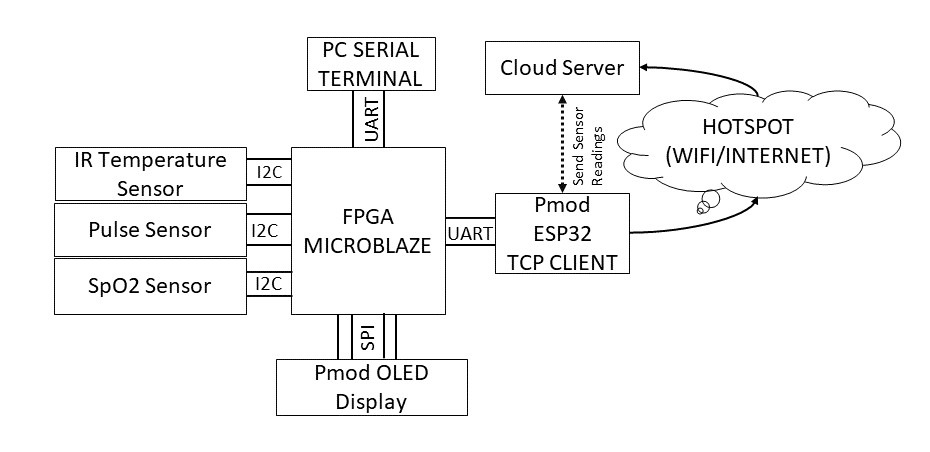 PC SERIAL
TERMINAL
UART
Cloud Server
Send Sensor
Readings
HOTSPOT
(WIFI/INTERNET)
IR Temperature
Sensor
I2C
Pulse Sensor
I2C
SpO2 Sensor
I2C
FPGA
MICROBLAZE
UART
Pmod
ESP32
TCP CLIENT
SPI
Pmod OLED
Display